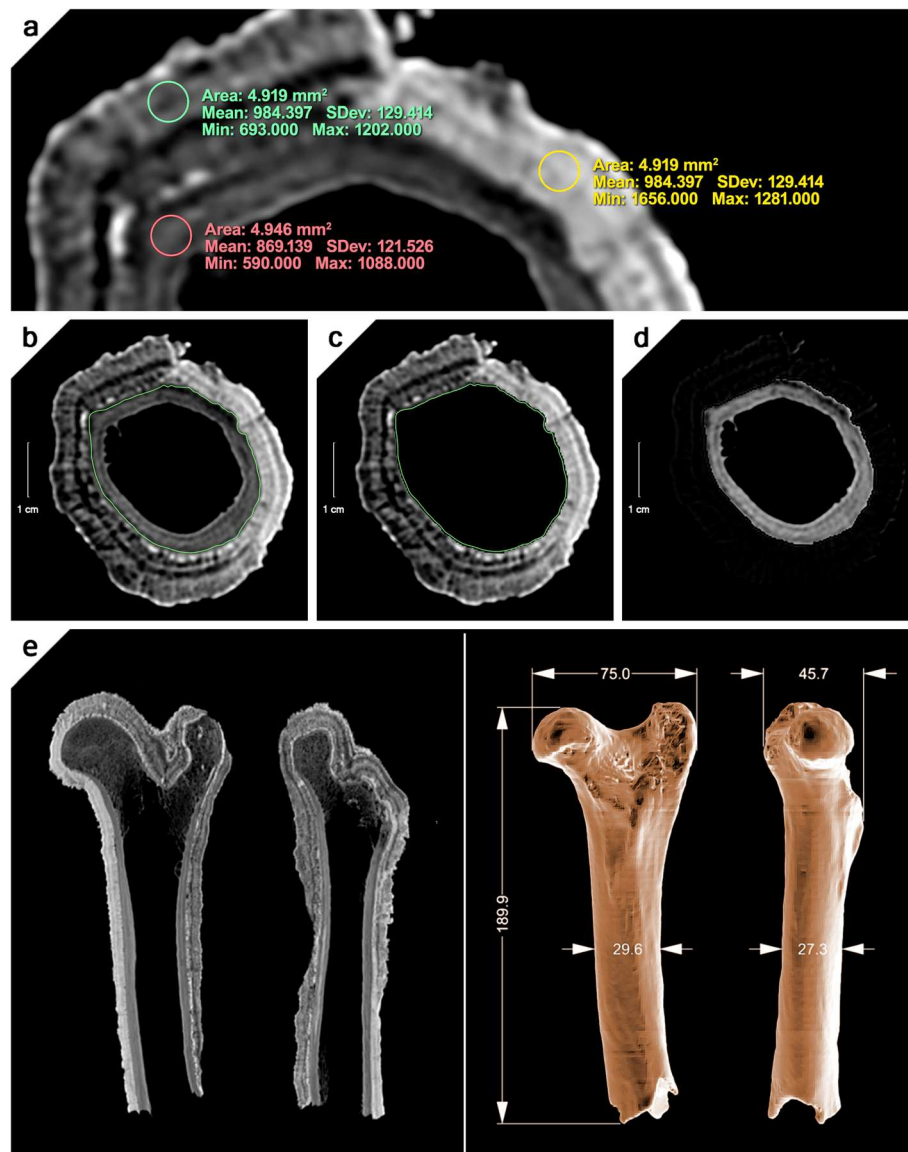 a
Area: 4.919 mm²
Mean: 984.397 SDev: 129.414
Min: 693.000 Max: 1202.000
Area: 4.919 mm²
Mean: 984.397 SDev: 129.414
Min: 1656.000 Max: 1281.000
Area: 4.946 mm²
Mean: 869.139 SDev: 121.526
Min: 590.000 Max: 1088.000
b
1 cm
c
1 cm
d
1 cm
e
75.0
45.7
189.9
29.6
27.3